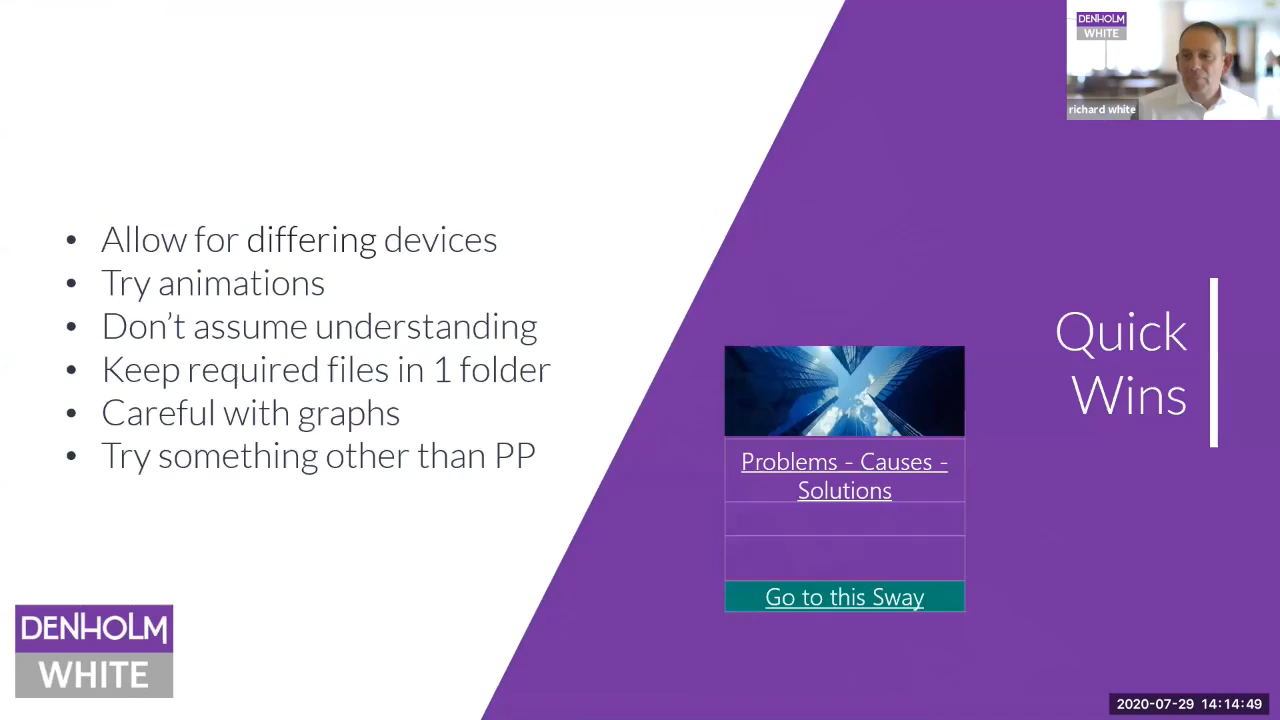 DENHOLM
WHITE
richard white
• Allow for differing devices
• Try animations
• Don't assume understanding
• Keep required files in 1 folder
• Careful with graphs
• Try something other than PP
Quick
Wins
Problems - Causes -
Solutions
Go to this Sway
DENHOLM
WHITE
2020-07-29 14:14:49